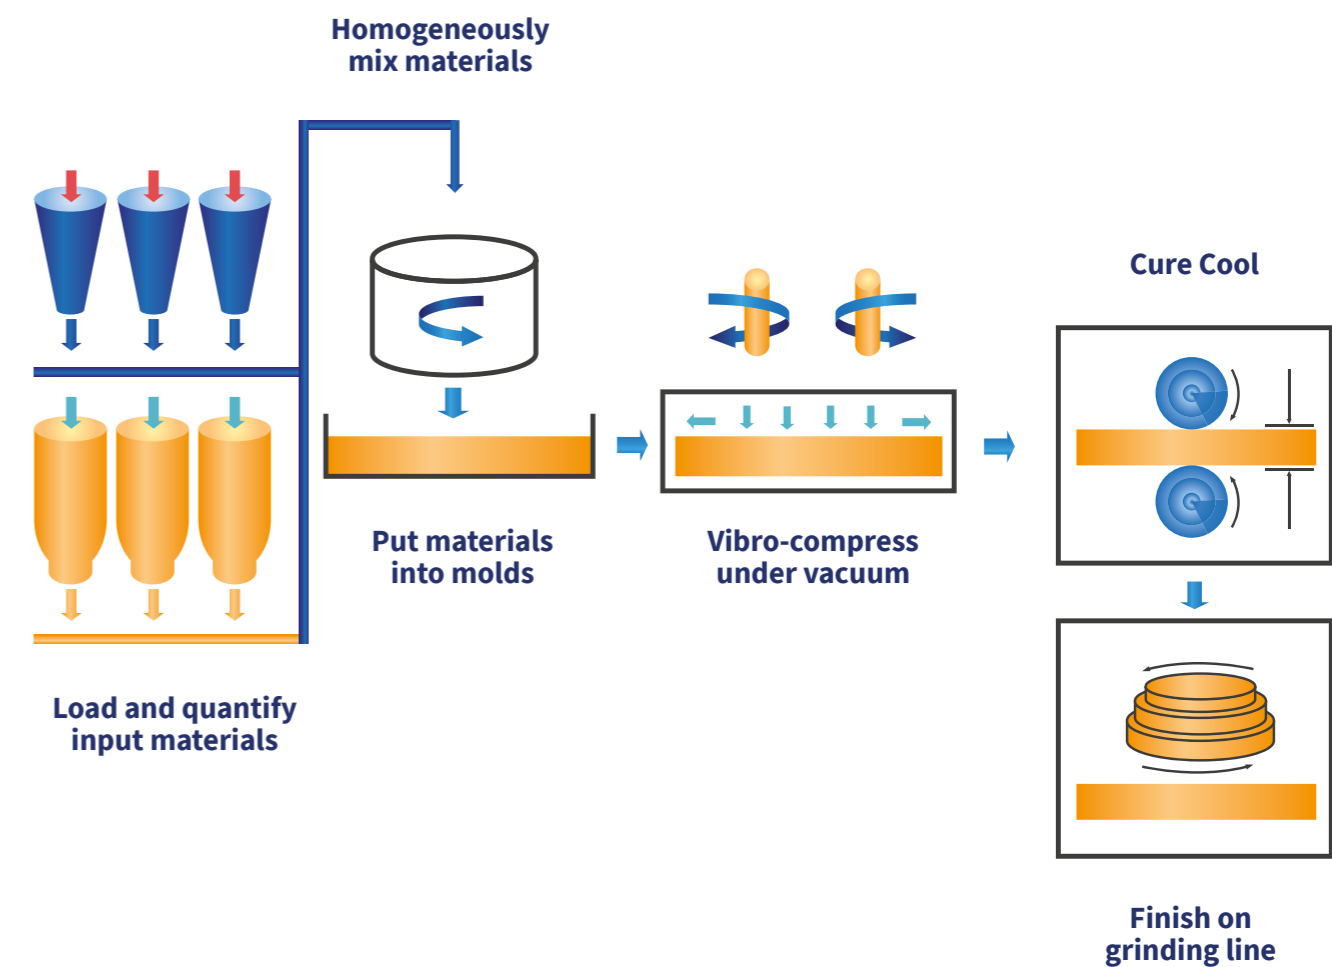 Homogeneously
mix materials
Load and quantify
input materials
Put materials
into molds
Vibro-compress
under vacuum
Cure Cool
Finish on
grinding line